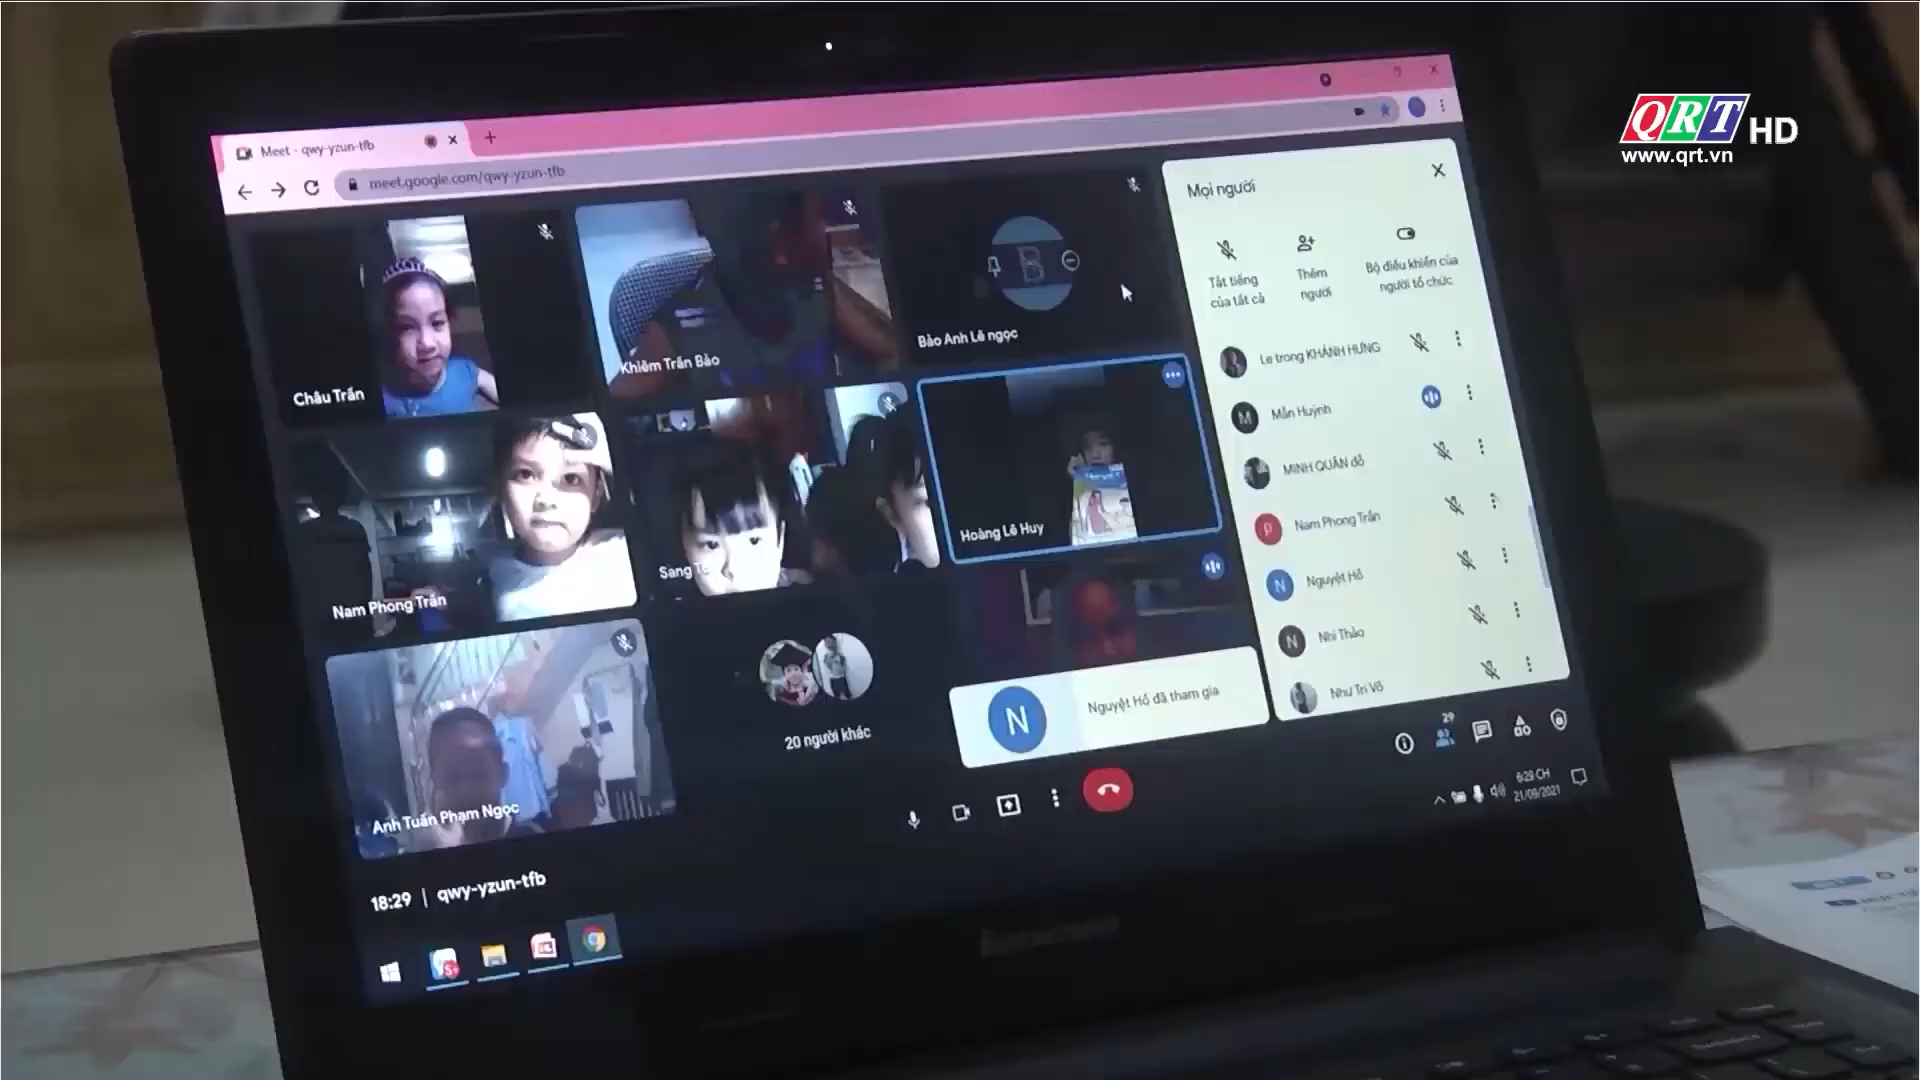 QRT HD
www.qrt.vn
Meet - qwy-yzun-tfb
meet.google.com/qwy-yzun-tfb
Mọi người
Tắt tiếng
của tất cả
Thêm
người
Bộ điều khiển của
người tổ chức
Châu Trần
Khiêm Trần Bảo
B
Bảo Anh Lê ngọc
Le trong KHÁNH HƯNG
M
Mẫn Huỳnh
MINH QUÂN đỗ
P
Nam Phong Trần
N
Nguyệt Hồ
N
Nhi Thảo
Như Trí Võ
Nam Phong Trần
Sang
Hoàng Lê Huy
Anh Tuấn Phạm Ngọc
20 người khác
N
Nguyệt Hồ đã tham gia
29
18:29 | qwy-yzun-tfb
6:29 CH
21/09/2021
Lenovo